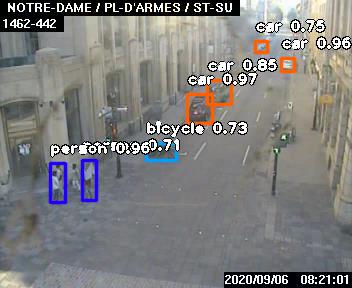 NOTRE-DAME / PL-D'ARMES / ST-SU
1462-442
car 0.75
car 0.96
car 0.85
car 0.97
bicycle 0.73
0.71
person 0.96
2020/09/06 08:21:01